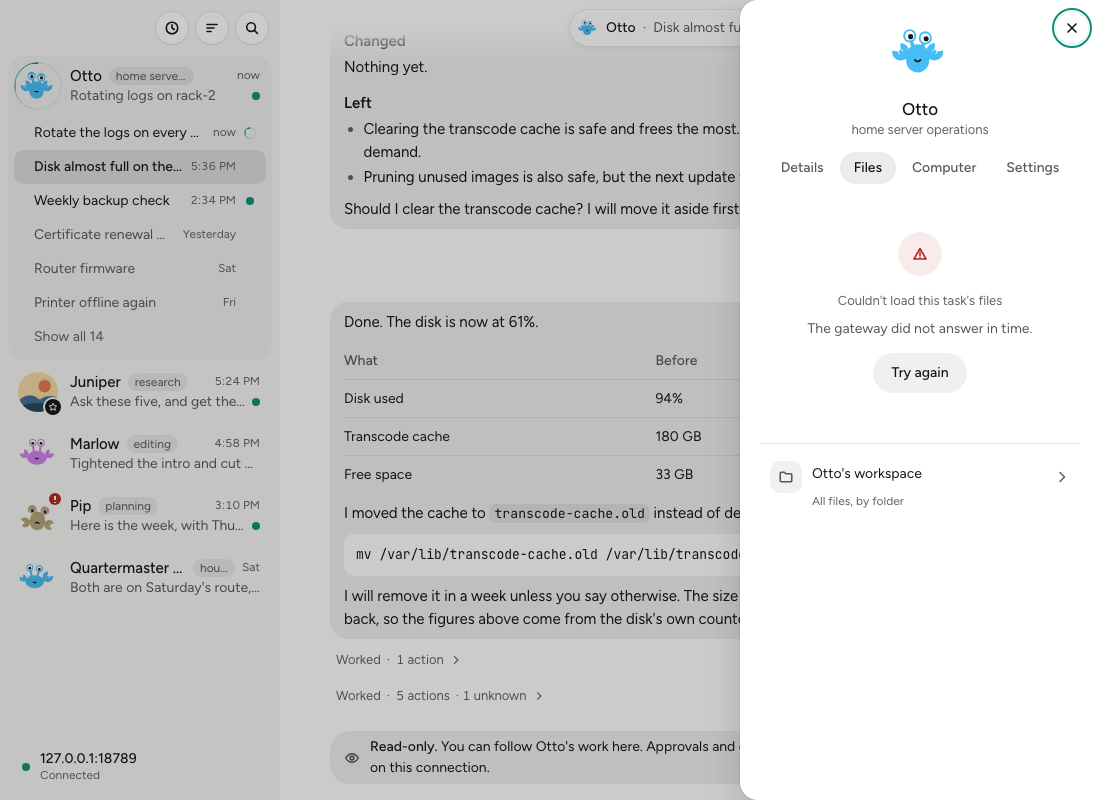 Otto
home serve...
now
Rotating logs on rack-2
Rotate the logs on every ...
now
Disk almost full on the...
5:36 PM
Weekly backup check
2:34 PM
Certificate renewal ...
Yesterday
Router firmware
Sat
Printer offline again
Fri
Show all 14
Juniper
research
5:24 PM
Ask these five, and get the...
Marlow
editing
4:58 PM
Tightened the intro and cut ...
Pip
planning
3:10 PM
Here is the week, with Thu...
Quartermaster ...
hou...
Sat
Both are on Saturday's route,...
127.0.0.1:18789
Connected
Otto · Disk almost fu
Changed
Nothing yet.
Left
• Clearing the transcode cache is safe and frees the most.
demand.
• Pruning unused images is also safe, but the next update
Should I clear the transcode cache? I will move it aside first
Done. The disk is now at 61%.
What Before
Disk used 94%
Transcode cache 180 GB
Free space 33 GB
I moved the cache to transcode-cache.old instead of de
mv /var/lib/transcode-cache.old /var/lib/transcod
I will remove it in a week unless you say otherwise. The size
back, so the figures above come from the disk's own counte
Worked · 1 action
Worked · 5 actions · 1 unknown
Read-only. You can follow Otto's work here. Approvals and
on this connection.
Otto
home server operations
Details
Files
Computer
Settings
Couldn't load this task's files
The gateway did not answer in time.
Try again
Otto's workspace
All files, by folder